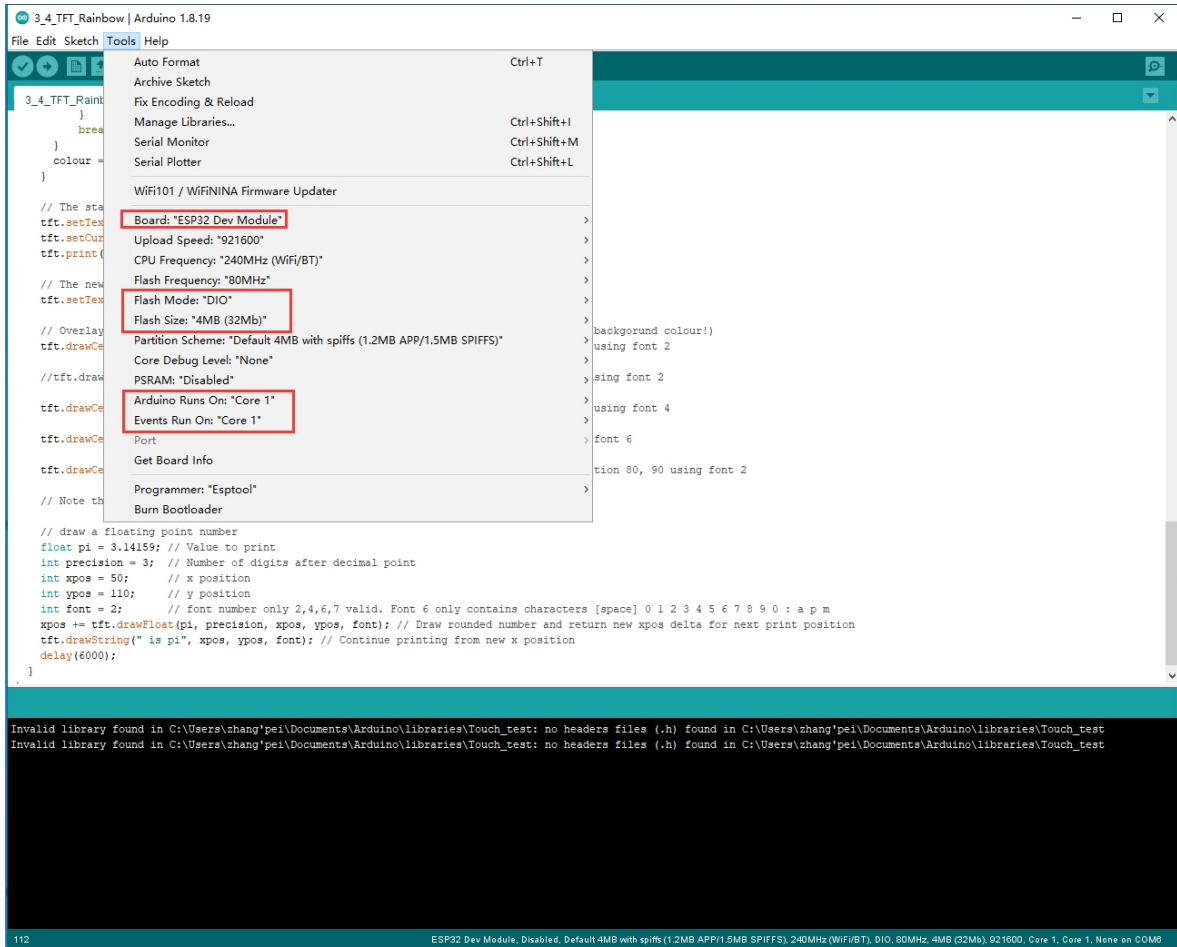 3_4_TFT_Rainbow | Arduino 1.8.19
File Edit Sketch Tools Help
3_4_TFT_Rainb
Auto Format Ctrl+T
Archive Sketch
Fix Encoding & Reload
Manage Libraries... Ctrl+Shift+I
Serial Monitor Ctrl+Shift+M
Serial Plotter Ctrl+Shift+L
WiFi101 / WiFiNINA Firmware Updater
Board: "ESP32 Dev Module"
Upload Speed: "921600"
CPU Frequency: "240MHz (WiFi/BT)"
Flash Frequency: "80MHz"
Flash Mode: "DIO"
Flash Size: "4MB (32Mb)"
Partition Scheme: "Default 4MB with spiffs (1.2MB APP/1.5MB SPIFFS)"
Core Debug Level: "None"
PSRAM: "Disabled"
Arduino Runs On: "Core 1"
Events Run On: "Core 1"
Port
Get Board Info
Programmer: "Esptool"
Burn Bootloader
}
brea
}
colour =
}
// The sta
tft.setTex
tft.setCur
tft.print(
// The new
tft.setTex
// Overlay backgorund colour!)
tft.drawCe using font 2
//tft.draw sing font 2
tft.drawCe using font 4
tft.drawCe font 6
tft.drawCe tion 80, 90 using font 2
// Note th
// draw a floating point number
float pi = 3.14159; // Value to print
int precision = 3; // Number of digits after decimal point
int xpos = 50; // x position
int ypos = 110; // y position
int font = 2; // font number only 2,4,6,7 valid. Font 6 only contains characters [space] 0 1 2 3 4 5 6 7 8 9 0 : a p m
xpos += tft.drawFloat(pi, precision, xpos, ypos, font); // Draw rounded number and return new xpos delta for next print position
tft.drawString(" is pi", xpos, ypos, font); // Continue printing from new x position
delay(6000);
}
Invalid library found in C:\Users\zhang'pei\Documents\Arduino\libraries\Touch_test: no headers files (.h) found in C:\Users\zhang'pei\Documents\Arduino\libraries\Touch_test
Invalid library found in C:\Users\zhang'pei\Documents\Arduino\libraries\Touch_test: no headers files (.h) found in C:\Users\zhang'pei\Documents\Arduino\libraries\Touch_test
112 ESP32 Dev Module, Disabled, Default 4MB with spiffs (1.2MB APP/1.5MB SPIFFS), 240MHz (WiFi/BT), DIO, 80MHz, 4MB (32Mb), 921600, Core 1, Core 1, None on COM6